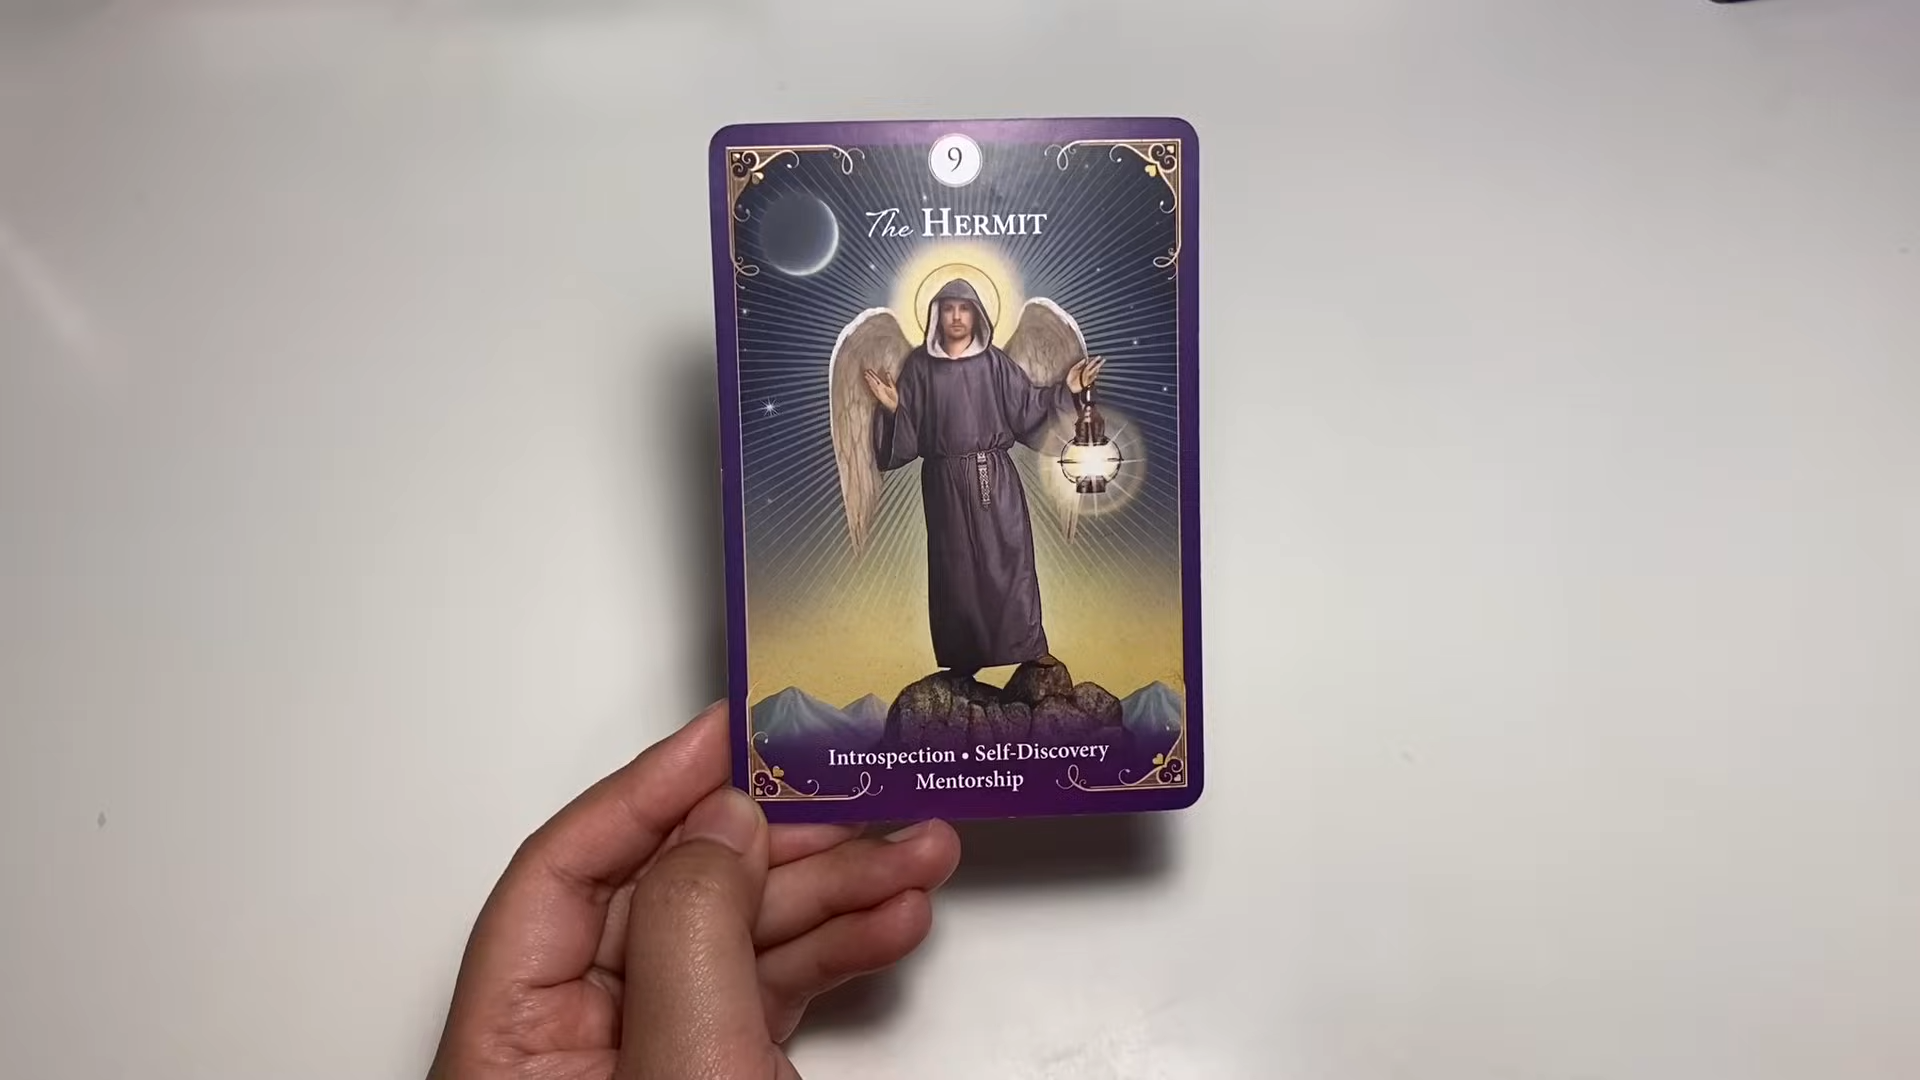 9
The HERMIT
Introspection • Self-Discovery
Mentorship